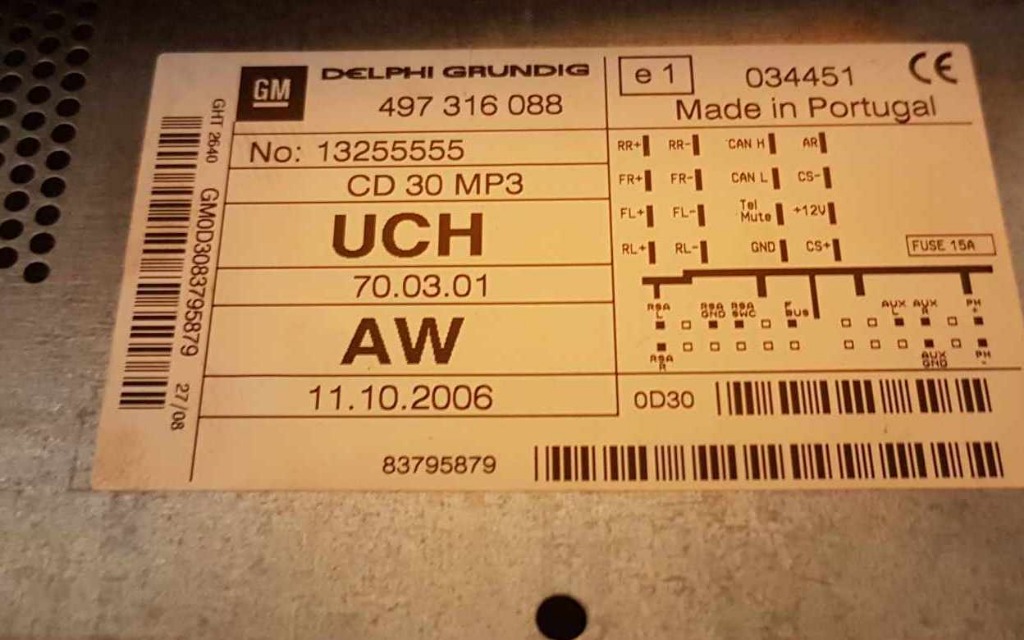 GM
DELPHI GRUNDIG
497 316 088
e 1
034451
CE
Made in Portugal
No: 13255555
CD 30 MP3
UCH
70.03.01
AW
11.10.2006
83795879
GHT 2640
GM0D3083795879
27/08
RR+ RR- CAN H AR
FR+ FR- CAN L CS-
FL+ FL- Tel Mute +12V
RL+ RL- GND CS+
FUSE 15A
RSA L RSA GND RSA SWC BUS AUX L AUX R PH +
RSA R AUX GND PH -
0D30